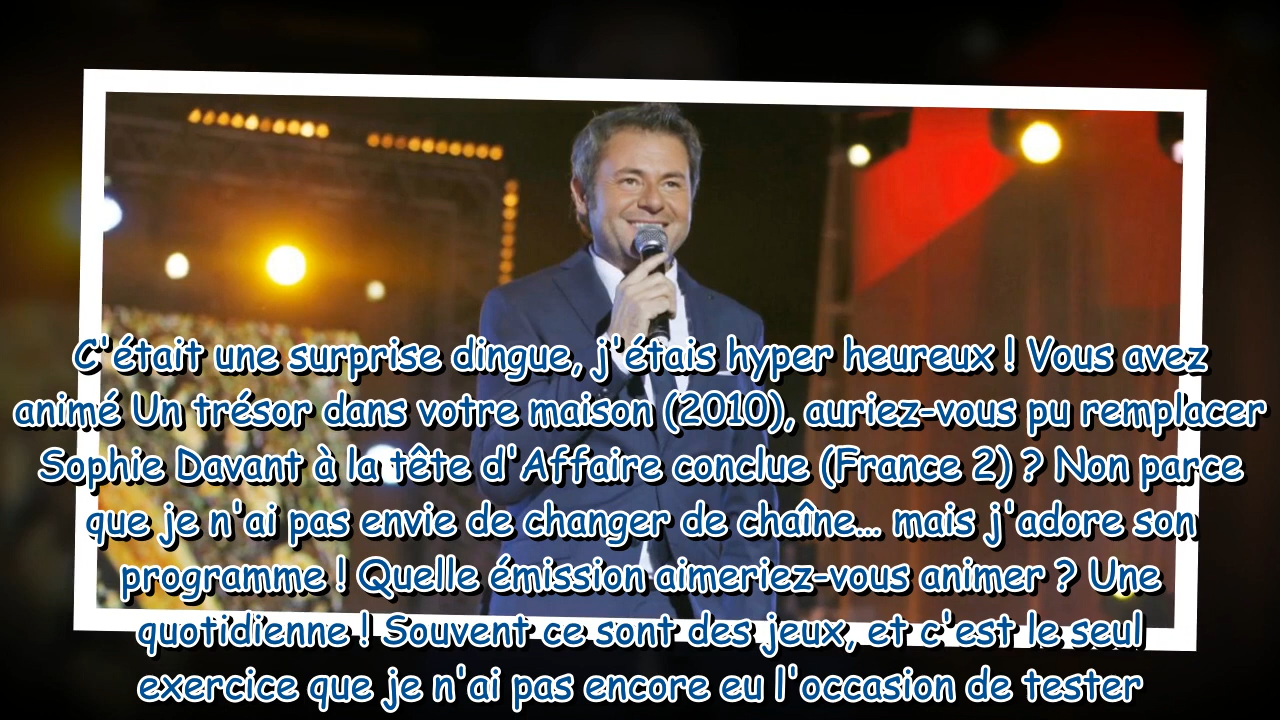 C'était une surprise dingue, j'étais hyper heureux ! Vous avez
animé Un trésor dans votre maison (2010), auriez-vous pu remplacer
Sophie Davant à la tête d'Affaire conclue (France 2) ? Non parce
que je n'ai pas envie de changer de chaîne... mais j'adore son
programme ! Quelle émission aimeriez-vous animer ? Une
quotidienne ! Souvent ce sont des jeux, et c'est le seul
exercice que je n'ai pas encore eu l'occasion de tester